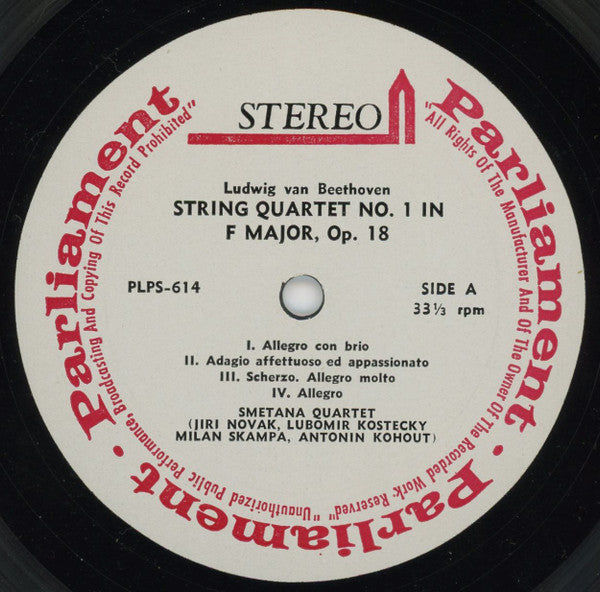 STEREO
Ludwig van Beethoven
STRING QUARTET NO. 1 IN
F MAJOR, Op. 18
PLPS-614
SIDE A
33⅓ rpm
I. Allegro con brio
II. Adagio affettuoso ed appassionato
III. Scherzo. Allegro molto
IV. Allegro
SMETANA QUARTET
(JIRI NOVAK, LUBOMIR KOSTECKY
MILAN SKAMPA, ANTONIN KOHOUT)
Parliament • Parliament • Parliament • Parliament
"All Rights Of The Manufacturer And Of The Owner Of The Recorded Work Reserved" "Unauthorized Public Performance, Broadcasting And Copying Of This Record Prohibited"